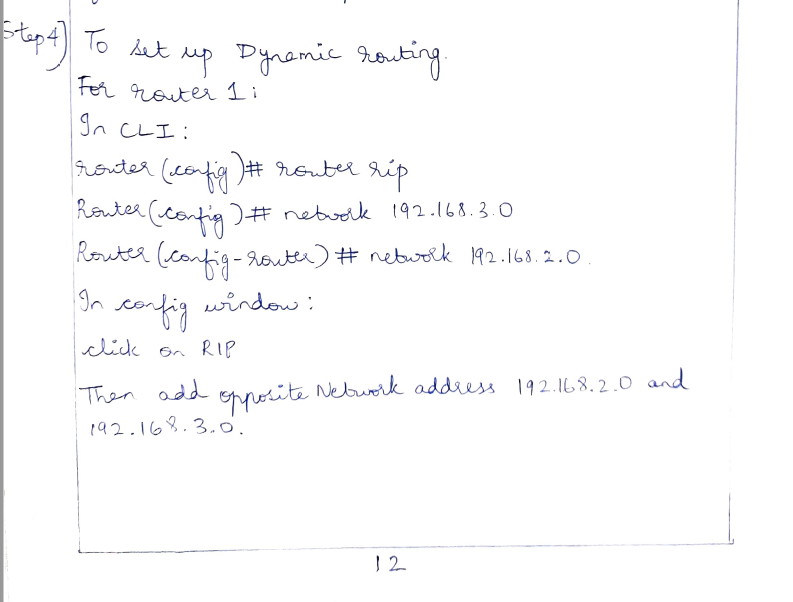 Step4) To set up Dynamic routing.
For router 1:
In CLI:
router (config)# router rip
Router (config)# network 192.168.3.0
Router (config-router)# network 192.168.2.0.
In config window:
click on RIP
Then add opposite Network address 192.168.2.0 and
192.168.3.0.
12